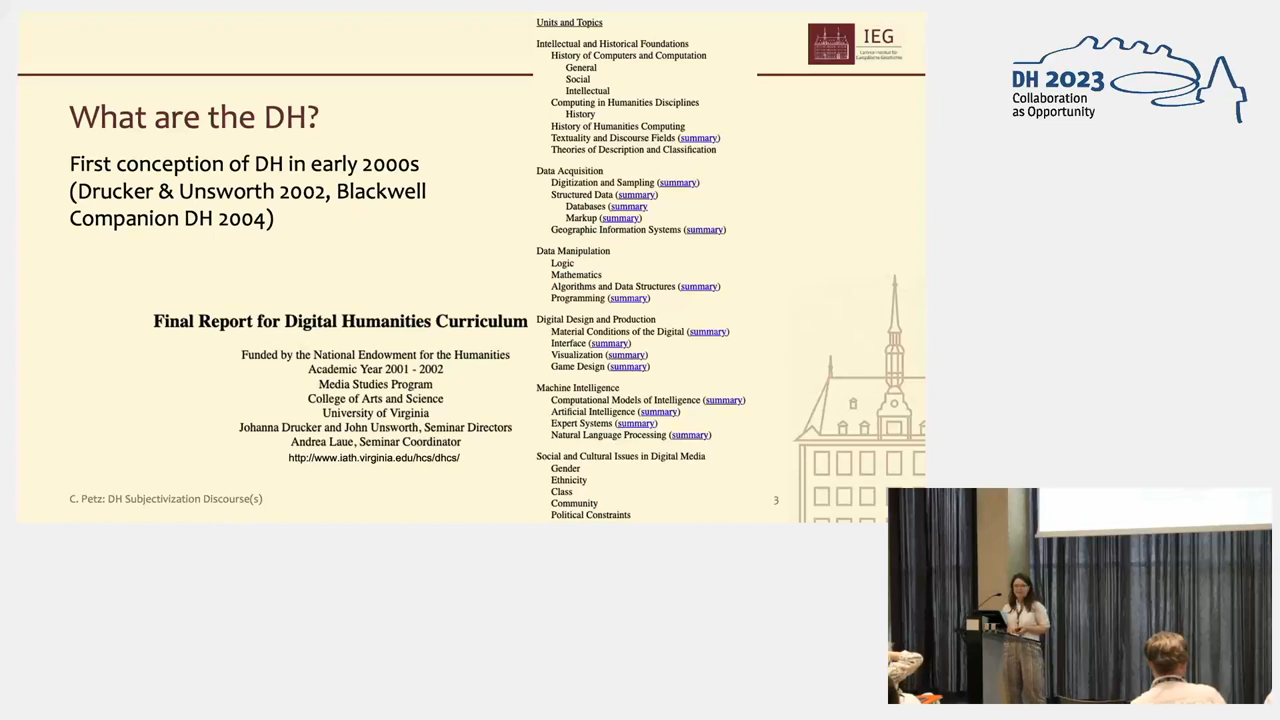 What are the DH?
First conception of DH in early 2000s
(Drucker & Unsworth 2002, Blackwell
Companion DH 2004)
Final Report for Digital Humanities Curriculum
Funded by the National Endowment for the Humanities
Academic Year 2001 - 2002
Media Studies Program
College of Arts and Science
University of Virginia
Johanna Drucker and John Unsworth, Seminar Directors
Andrea Laue, Seminar Coordinator
http://www.iath.virginia.edu/hcs/dhcs/
C. Petz: DH Subjectivization Discourse(s)
Units and Topics
Intellectual and Historical Foundations
History of Computers and Computation
General
Social
Intellectual
Computing in Humanities Disciplines
History
History of Humanities Computing
Textuality and Discourse Fields (summary)
Theories of Description and Classification
Data Acquisition
Digitization and Sampling (summary)
Structured Data (summary)
Databases (summary
Markup (summary)
Geographic Information Systems (summary)
Data Manipulation
Logic
Mathematics
Algorithms and Data Structures (summary)
Programming (summary)
Digital Design and Production
Material Conditions of the Digital (summary)
Interface (summary)
Visualization (summary)
Game Design (summary)
Machine Intelligence
Computational Models of Intelligence (summary)
Artificial Intelligence (summary)
Expert Systems (summary)
Natural Language Processing (summary)
Social and Cultural Issues in Digital Media
Gender
Ethnicity
Class
Community
Political Constraints
3
IEG
Leibniz-Institut für
Europäische Geschichte
DH 2023
Collaboration
as Opportunity